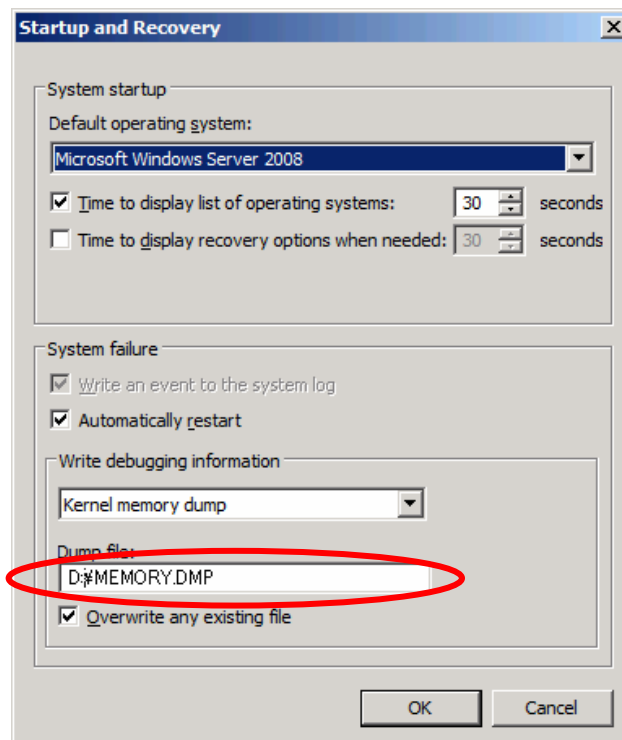 Startup and Recovery
System startup
Default operating system:
Microsoft Windows Server 2008
Time to display list of operating systems: 30 seconds
Time to display recovery options when needed: 30 seconds
System failure
Write an event to the system log
Automatically restart
Write debugging information
Kernel memory dump
Dump file:
D:¥MEMORY.DMP
Overwrite any existing file
OK Cancel